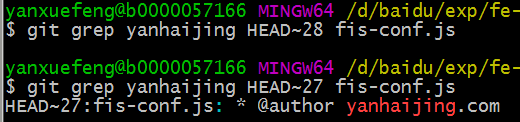 yanxuefeng@b0000057166 MINGW64 /d/baidu/exp/fe-
$ git grep yanhaijing HEAD~28 fis-conf.js
yanxuefeng@b0000057166 MINGW64 /d/baidu/exp/fe-
$ git grep yanhaijing HEAD~27 fis-conf.js
HEAD~27:fis-conf.js: * @author yanhaijing.com